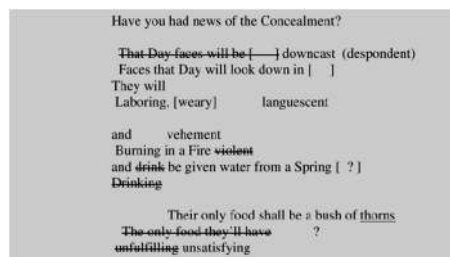 Have you had news of the Concealment?
That Day faces will be [ ] downcast (despondent)
Faces that Day will look down in [ ]
They will
Laboring, [weary] languescent
and vehement
Burning in a Fire violent
and drink be given water from a Spring [ ? ]
Drinking
Their only food shall be a bush of thorns
The only food they'll have ?
unfulfilling unsatisfying